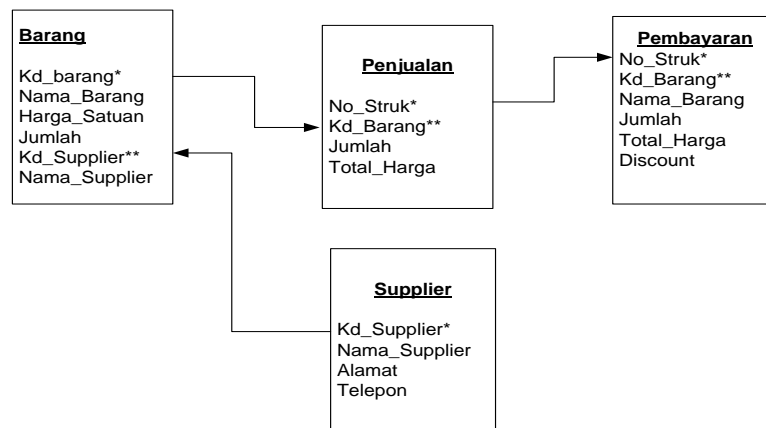 Barang
Kd_barang*
Nama_Barang
Harga_Satuan
Jumlah
Kd_Supplier**
Nama_Supplier
Penjualan
No_Struk*
Kd_Barang**
Jumlah
Total_Harga
Pembayaran
No_Struk*
Kd_Barang**
Nama_Barang
Jumlah
Total_Harga
Discount
Supplier
Kd_Supplier*
Nama_Supplier
Alamat
Telepon